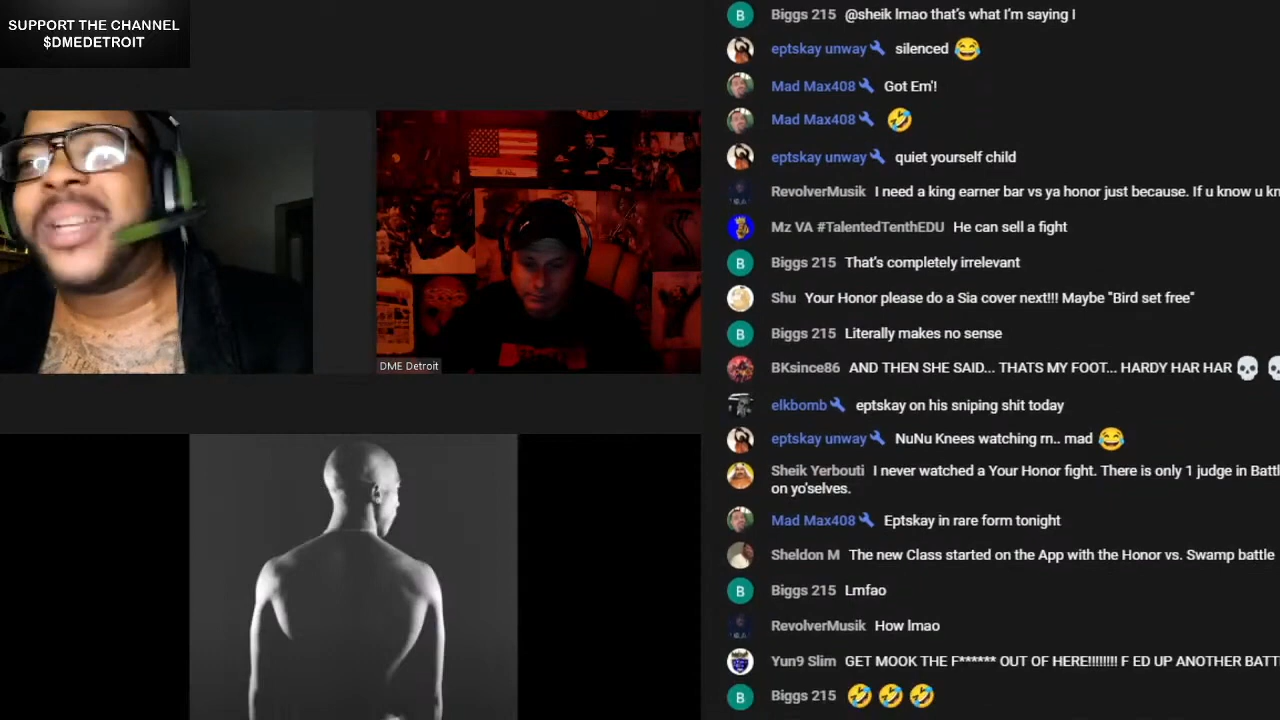 SUPPORT THE CHANNEL
$DMEDETROIT
DME Detroit
B Biggs 215 @sheik lmao that's what I'm saying I
eptskay unway silenced 😂
Mad Max408 Got Em'!
Mad Max408 🤣
eptskay unway quiet yourself child
RevolverMusik I need a king earner bar vs ya honor just because. If u know u kn
Mz VA #TalentedTenthEDU He can sell a fight
B Biggs 215 That's completely irrelevant
Shu Your Honor please do a Sia cover next!!! Maybe "Bird set free"
B Biggs 215 Literally makes no sense
BKsince86 AND THEN SHE SAID... THATS MY FOOT... HARDY HAR HAR 💀 💀
elkbomb eptskay on his sniping shit today
eptskay unway NuNu Knees watching rn.. mad 😂
Sheik Yerbouti I never watched a Your Honor fight. There is only 1 judge in Battl
on yo'selves.
Mad Max408 Eptskay in rare form tonight
Sheldon M The new Class started on the App with the Honor vs. Swamp battle
B Biggs 215 Lmfao
RevolverMusik How lmao
Yun9 Slim GET MOOK THE F****** OUT OF HERE!!!!!!!! F ED UP ANOTHER BATT
B Biggs 215 🤣 🤣 🤣